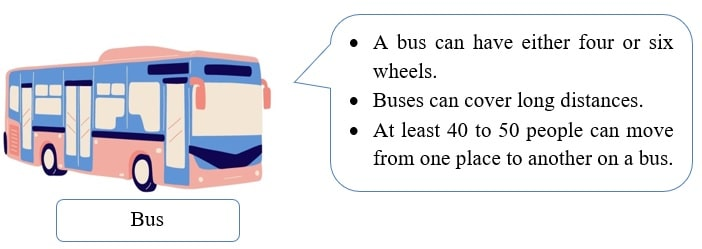 • A bus can have either four or six
wheels.
• Buses can cover long distances.
• At least 40 to 50 people can move
from one place to another on a bus.
Bus